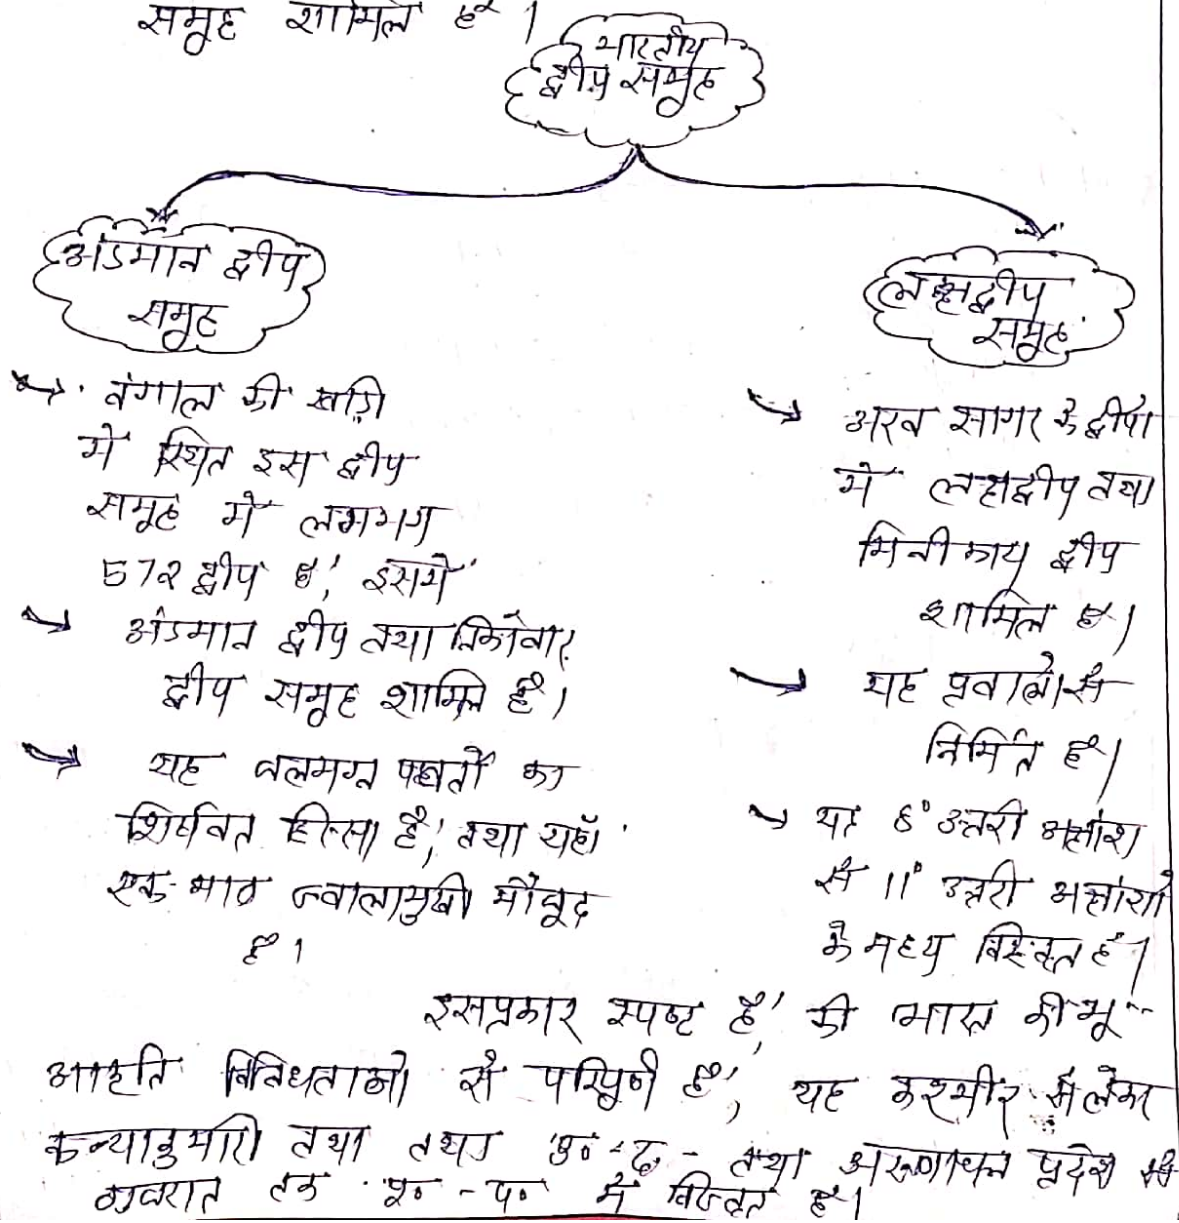 समूह शामिल है।
भारतीय
द्वीप समूह
अंडमान द्वीप
समूह
→ बंगाल की खाड़ी
में स्थित इस द्वीप
समूह में लगभग
572 द्वीप है, इसमें
→ अंडमान द्वीप तथा निकोबार
द्वीप समूह शामिल है।
→ यह जलमग्न पर्वतों का
शिर्षवत हिस्सा है, तथा यहाँ
एक मात्र ज्वालामुखी मौजूद
है।
लक्षद्वीप
समूह
→ अरब सागर के द्वीपों
में लक्षद्वीप तथा
मिनीकाय द्वीप
शामिल है।
→ यह प्रवालो से
निर्मित है।
→ यह 8° उत्तरी अक्षांश
से 11° उत्तरी अक्षांशो
के मध्य विस्तृत है।
इसप्रकार स्पष्ट है, की भारत की भू-
आकृति विविधताओ से परिपूर्ण है, यह कश्मीर से लेकर
कन्याकुमारी तथा तथा उ०-द०- तथा अरूणाचल प्रदेश से
गुजरात तक पू०-प० में विस्तृत है।